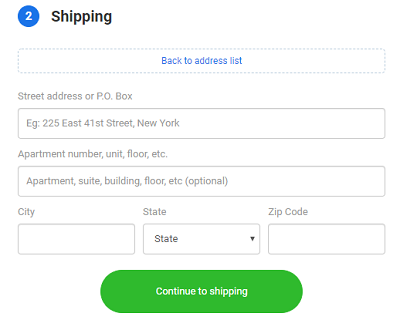 2 Shipping
Back to address list
Street address or P.O. Box
Eg: 225 East 41st Street, New York
Apartment number, unit, floor, etc.
Apartment, suite, building, floor, etc (optional)
City State Zip Code
State
Continue to shipping